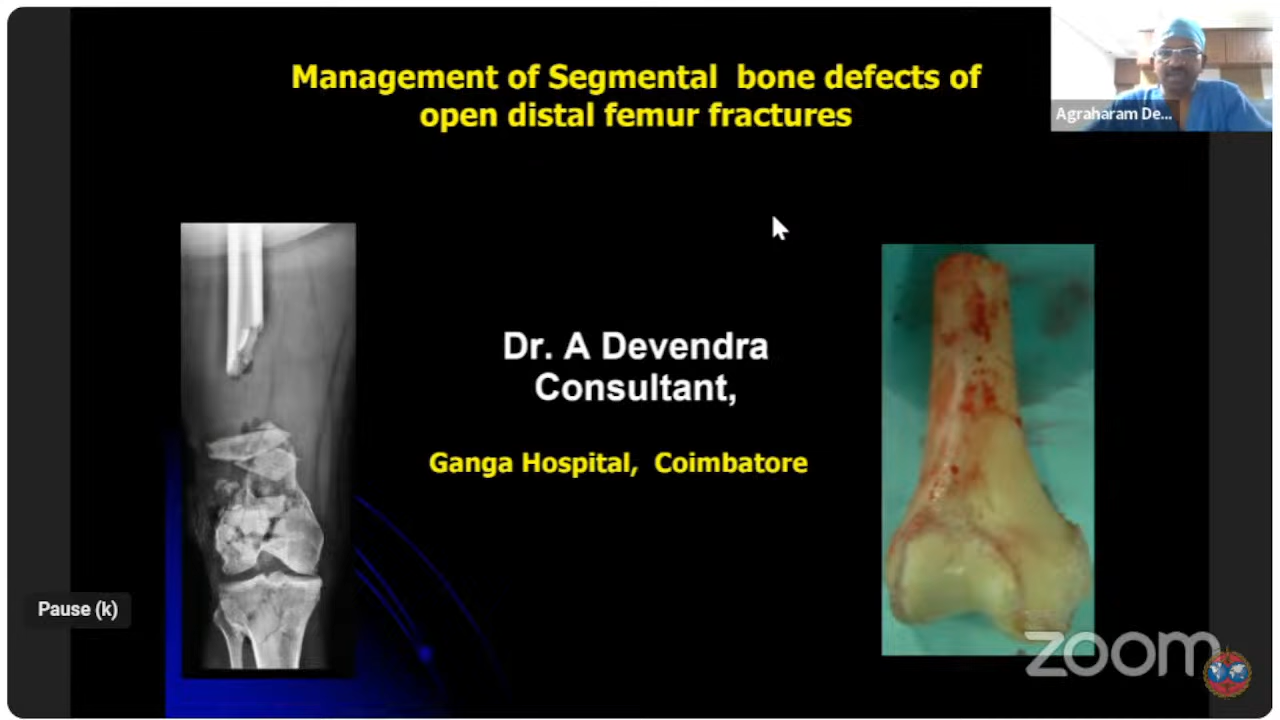 Management of Segmental bone defects of
open distal femur fractures
Agraharam De...
Dr. A Devendra
Consultant,
Ganga Hospital, Coimbatore
Pause (k)
zoom